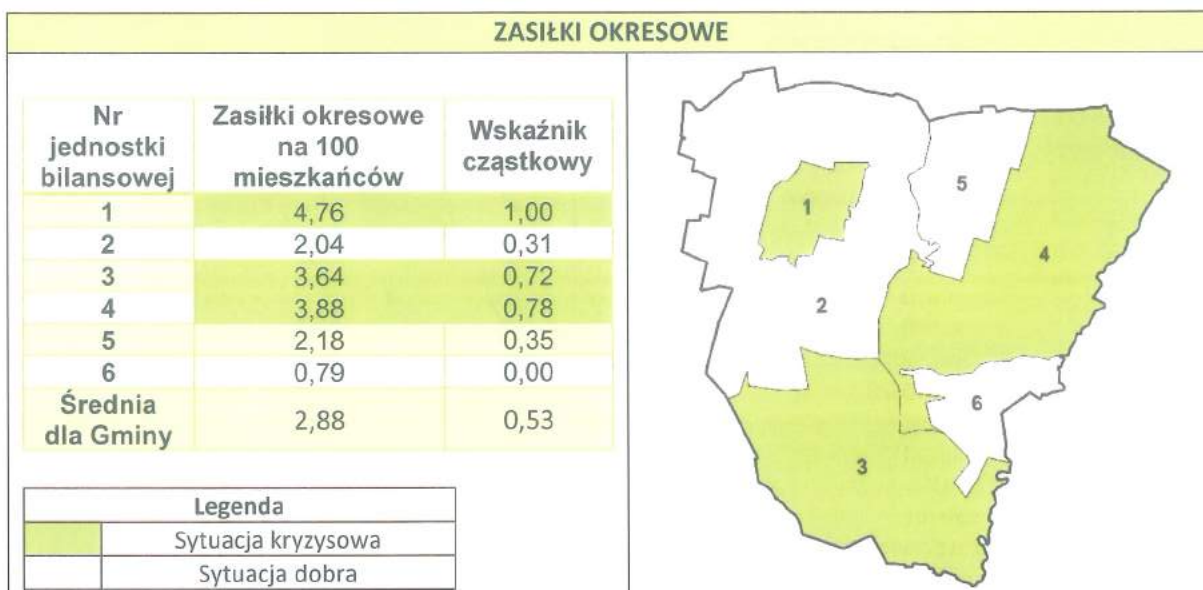 ZASIŁKI OKRESOWE
Nr jednostki bilansowej | Zasiłki okresowe na 100 mieszkańców | Wskaźnik cząstkowy
1 | 4,76 | 1,00
2 | 2,04 | 0,31
3 | 3,64 | 0,72
4 | 3,88 | 0,78
5 | 2,18 | 0,35
6 | 0,79 | 0,00
Średnia dla Gminy | 2,88 | 0,53
Legenda
Sytuacja kryzysowa
Sytuacja dobra
1
5
4
2
6
3